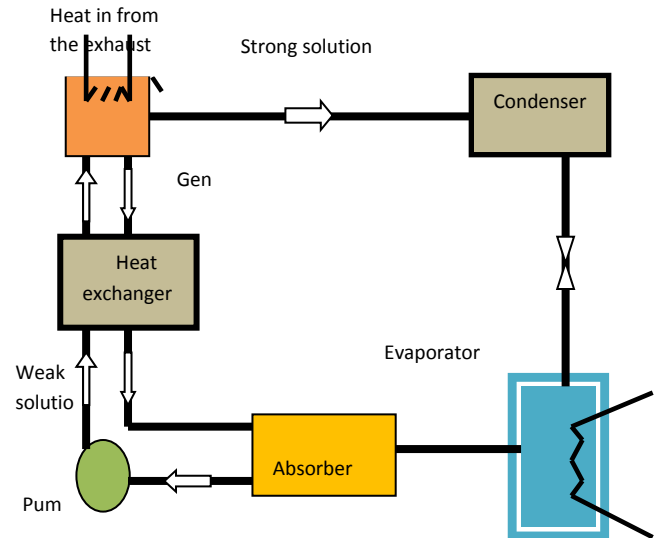 Heat in from
the exhaust
Strong solution
Condenser
Gen
Heat
exchanger
Evaporator
Weak
solutio
Absorber
Pum